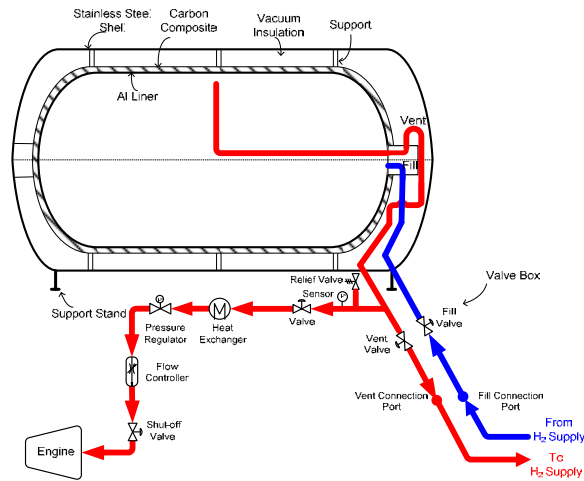 Stainless Steel
Shell
Carbon
Composite
Vacuum
Insulation
Support
Al Liner
Vent
Fill
Support Stand
Relief Valve
Sensor
P
Valve Box
P
M
Pressure
Regulator
Heat
Exchanger
Valve
Vent
Valve
Fill
Valve
Flow
Controller
Vent Connection
Port
Fill Connection
Port
Shut-off
Valve
Engine
From
H2 Supply
To
H2 Supply